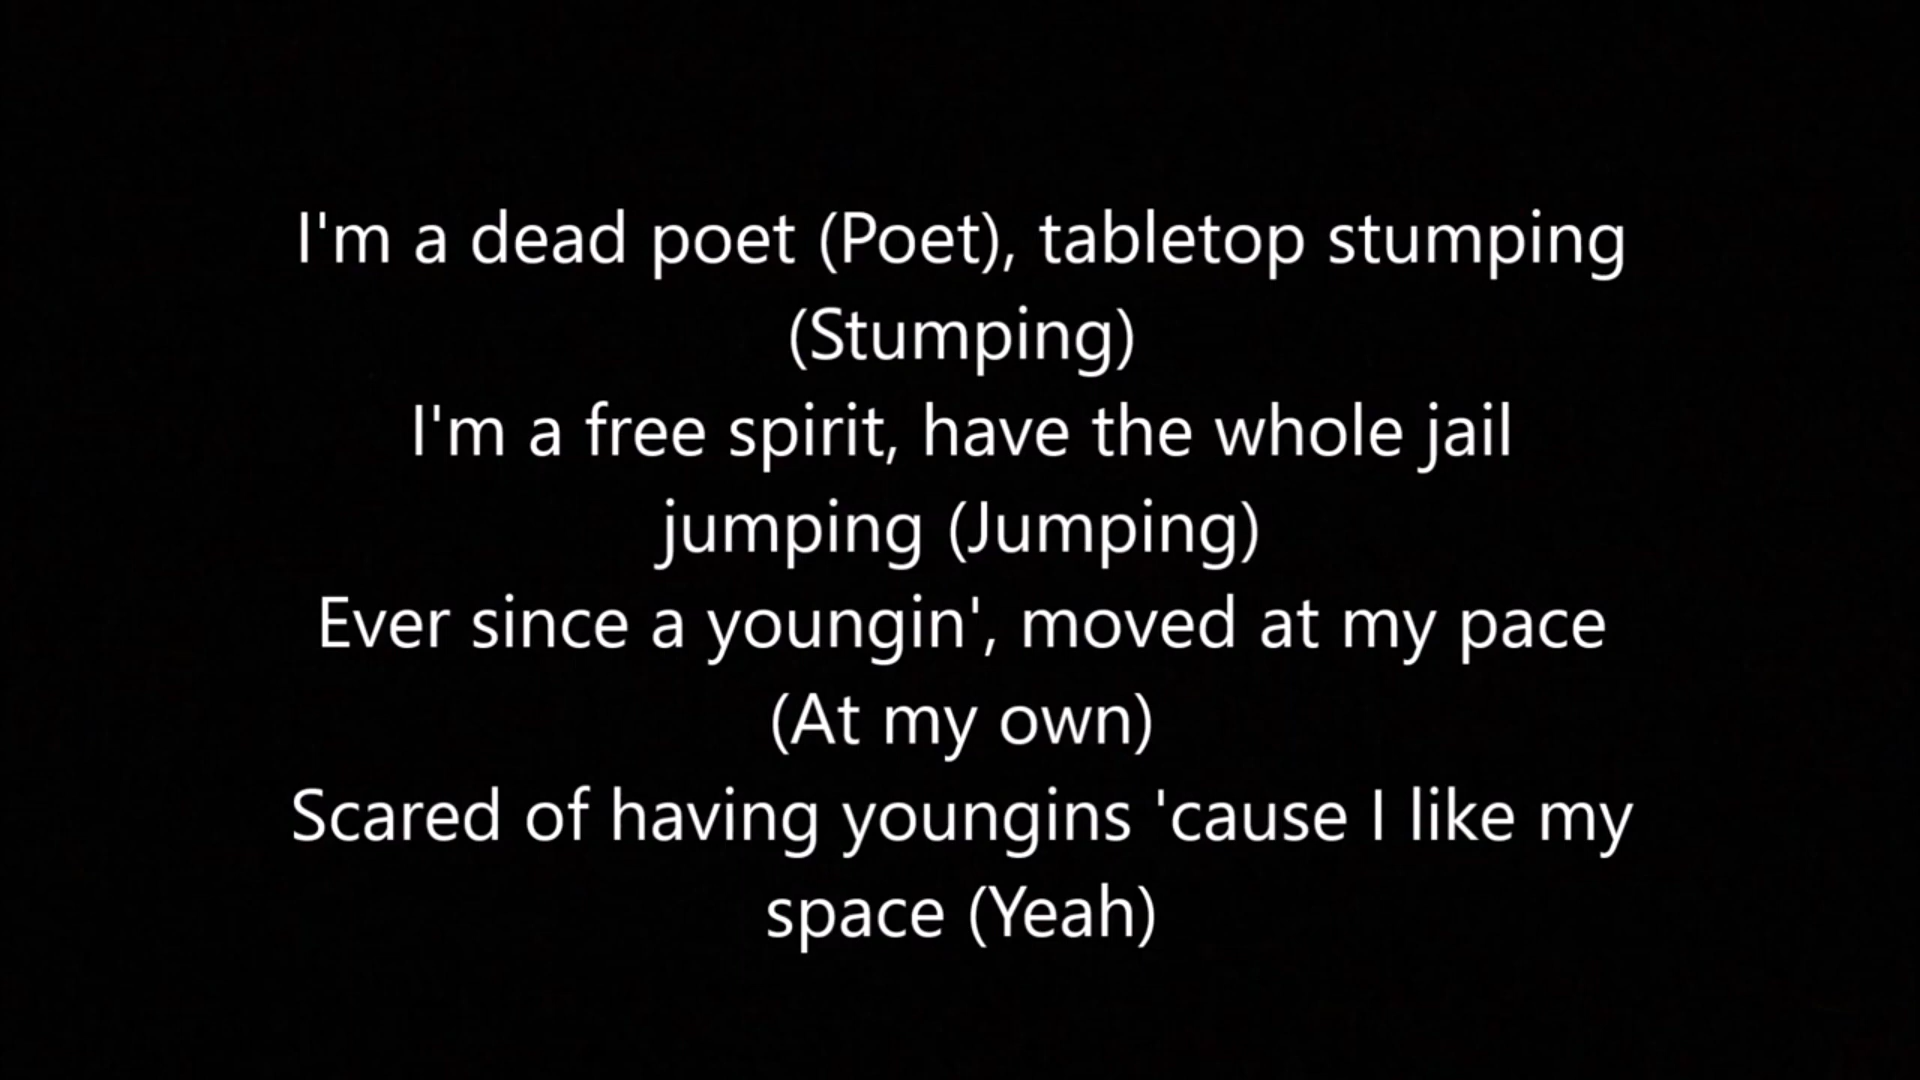 I'm a dead poet (Poet), tabletop stumping
(Stumping)
I'm a free spirit, have the whole jail
jumping (Jumping)
Ever since a youngin', moved at my pace
(At my own)
Scared of having youngins 'cause I like my
space (Yeah)